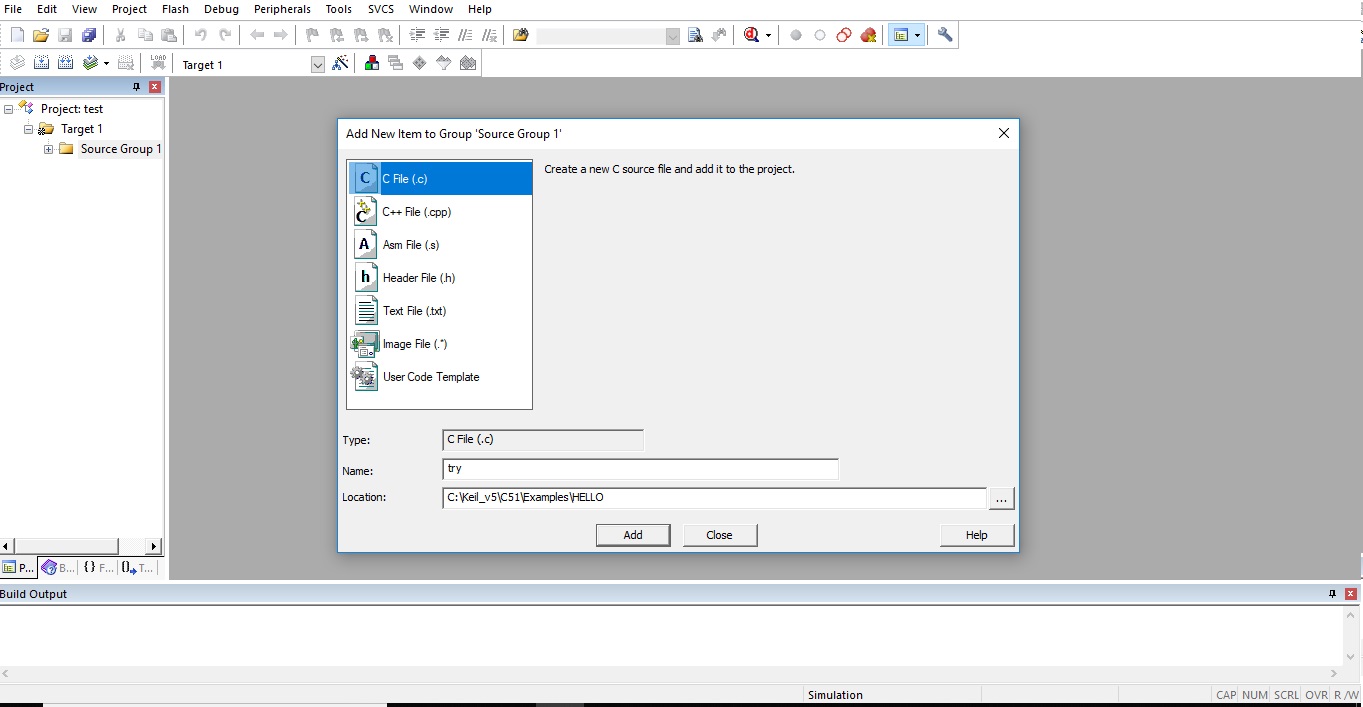 File Edit View Project Flash Debug Peripherals Tools SVCS Window Help
LOAD
Target 1
Project
Project: test
Target 1
Source Group 1
Add New Item to Group 'Source Group 1'
C File (.c)
C++ File (.cpp)
Asm File (.s)
Header File (.h)
Text File (.txt)
Image File (.*)
User Code Template
Create a new C source file and add it to the project.
Type: C File (.c)
Name: try
Location: C:\Keil_v5\C51\Examples\HELLO ...
Add Close Help
P... B... {} F... 0 T...
Build Output
Simulation CAP NUM SCRL OVR R /W